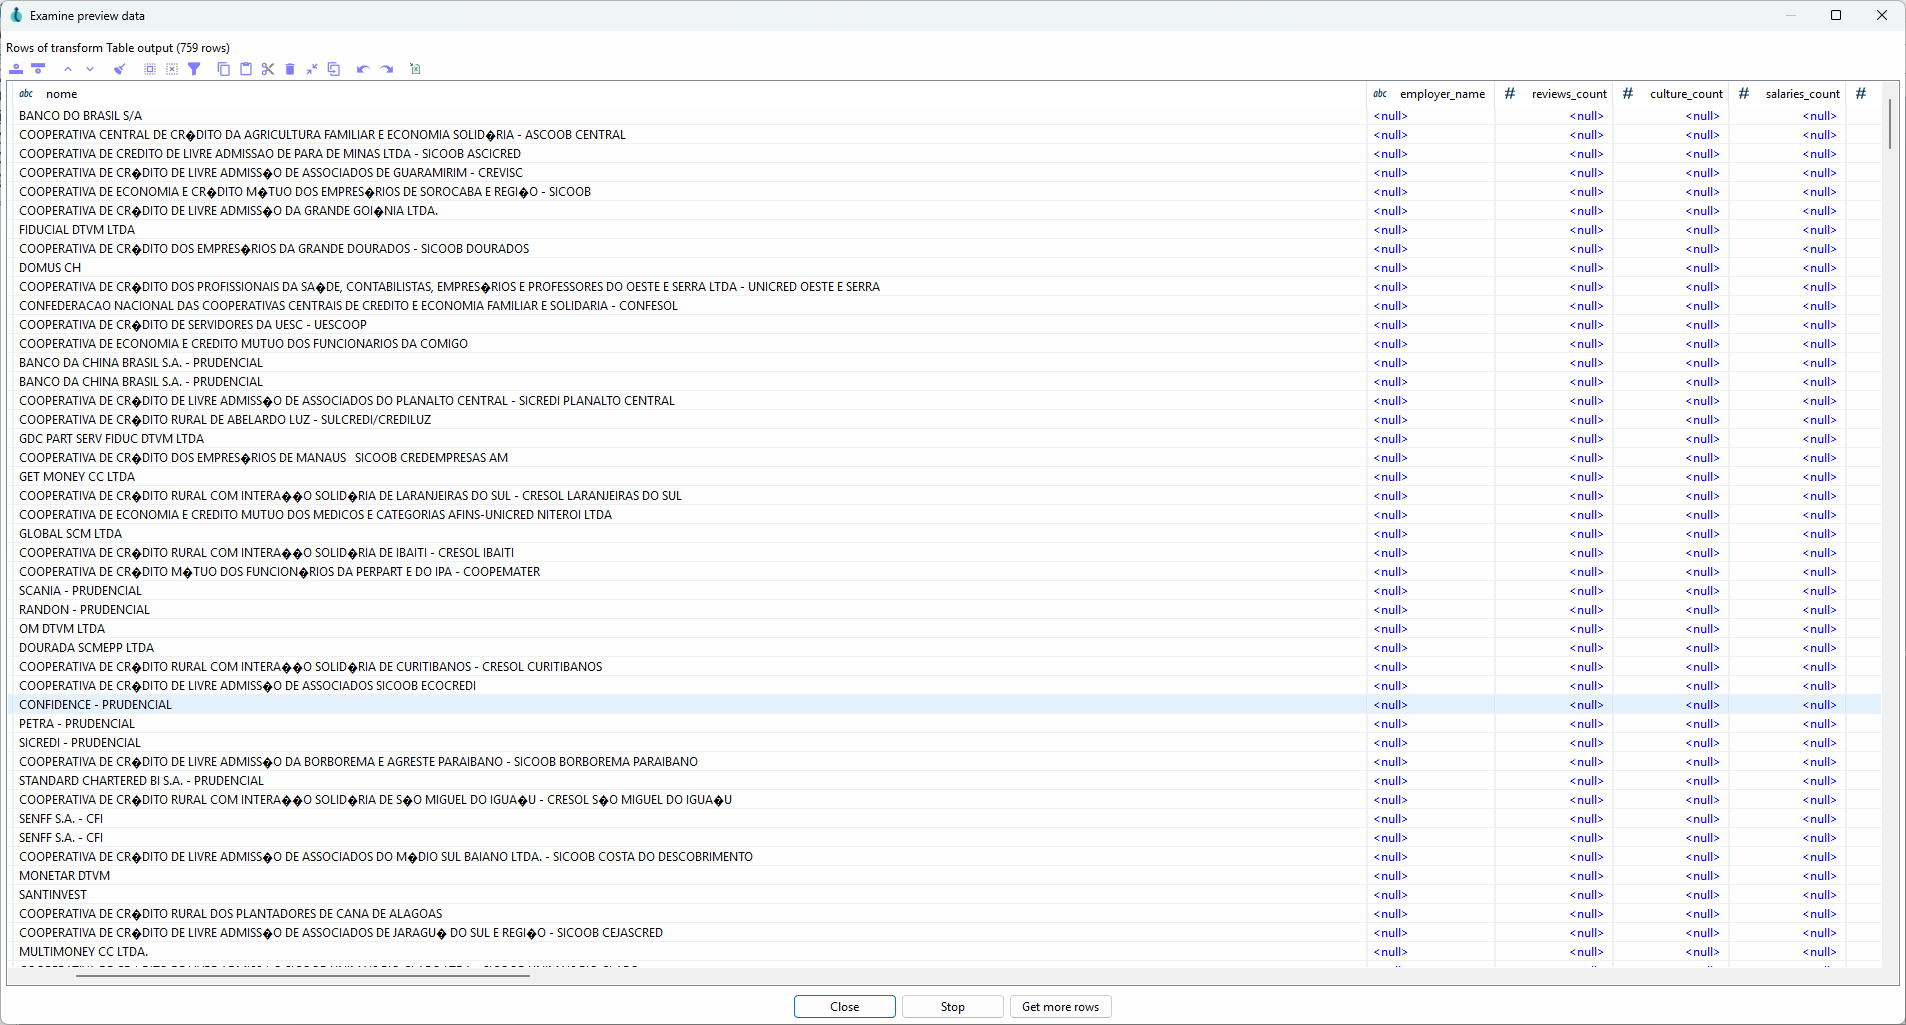 Examine preview data
Rows of transform Table output (759 rows)
abc nome abc employer_name # reviews_count # culture_count # salaries_count #
BANCO DO BRASIL S/A <null> <null> <null> <null>
COOPERATIVA CENTRAL DE CR�DITO DA AGRICULTURA FAMILIAR E ECONOMIA SOLID�RIA - ASCOOB CENTRAL <null> <null> <null> <null>
COOPERATIVA DE CREDITO DE LIVRE ADMISSAO DE PARA DE MINAS LTDA - SICOOB ASCICRED <null> <null> <null> <null>
COOPERATIVA DE CR�DITO DE LIVRE ADMISS�O DE ASSOCIADOS DE GUARAMIRIM - CREVISC <null> <null> <null> <null>
COOPERATIVA DE ECONOMIA E CR�DITO M�TUO DOS EMPRES�RIOS DE SOROCABA E REGI�O - SICOOB <null> <null> <null> <null>
COOPERATIVA DE CR�DITO DE LIVRE ADMISS�O DA GRANDE GOI�NIA LTDA. <null> <null> <null> <null>
FIDUCIAL DTVM LTDA <null> <null> <null> <null>
COOPERATIVA DE CR�DITO DOS EMPRES�RIOS DA GRANDE DOURADOS - SICOOB DOURADOS <null> <null> <null> <null>
DOMUS CH <null> <null> <null> <null>
COOPERATIVA DE CR�DITO DOS PROFISSIONAIS DA SA�DE, CONTABILISTAS, EMPRES�RIOS E PROFESSORES DO OESTE E SERRA LTDA - UNICRED OESTE E SERRA <null> <null> <null> <null>
CONFEDERACAO NACIONAL DAS COOPERATIVAS CENTRAIS DE CREDITO E ECONOMIA FAMILIAR E SOLIDARIA - CONFESOL <null> <null> <null> <null>
COOPERATIVA DE CR�DITO DE SERVIDORES DA UESC - UESCOOP <null> <null> <null> <null>
COOPERATIVA DE ECONOMIA E CREDITO MUTUO DOS FUNCIONARIOS DA COMIGO <null> <null> <null> <null>
BANCO DA CHINA BRASIL S.A. - PRUDENCIAL <null> <null> <null> <null>
BANCO DA CHINA BRASIL S.A. - PRUDENCIAL <null> <null> <null> <null>
COOPERATIVA DE CR�DITO DE LIVRE ADMISS�O DE ASSOCIADOS DO PLANALTO CENTRAL - SICREDI PLANALTO CENTRAL <null> <null> <null> <null>
COOPERATIVA DE CR�DITO RURAL DE ABELARDO LUZ - SULCREDI/CREDILUZ <null> <null> <null> <null>
GDC PART SERV FIDUC DTVM LTDA <null> <null> <null> <null>
COOPERATIVA DE CR�DITO DOS EMPRES�RIOS DE MANAUS   SICOOB CREDEMPRESAS AM <null> <null> <null> <null>
GET MONEY CC LTDA <null> <null> <null> <null>
COOPERATIVA DE CR�DITO RURAL COM INTERA��O SOLID�RIA DE LARANJEIRAS DO SUL - CRESOL LARANJEIRAS DO SUL <null> <null> <null> <null>
COOPERATIVA DE ECONOMIA E CREDITO MUTUO DOS MEDICOS E CATEGORIAS AFINS-UNICRED NITEROI LTDA <null> <null> <null> <null>
GLOBAL SCM LTDA <null> <null> <null> <null>
COOPERATIVA DE CR�DITO RURAL COM INTERA��O SOLID�RIA DE IBAITI - CRESOL IBAITI <null> <null> <null> <null>
COOPERATIVA DE CR�DITO M�TUO DOS FUNCION�RIOS DA PERPART E DO IPA - COOPEMATER <null> <null> <null> <null>
SCANIA - PRUDENCIAL <null> <null> <null> <null>
RANDON - PRUDENCIAL <null> <null> <null> <null>
OM DTVM LTDA <null> <null> <null> <null>
DOURADA SCMEPP LTDA <null> <null> <null> <null>
COOPERATIVA DE CR�DITO RURAL COM INTERA��O SOLID�RIA DE CURITIBANOS - CRESOL CURITIBANOS <null> <null> <null> <null>
COOPERATIVA DE CR�DITO DE LIVRE ADMISS�O DE ASSOCIADOS SICOOB ECOCREDI <null> <null> <null> <null>
CONFIDENCE - PRUDENCIAL <null> <null> <null> <null>
PETRA - PRUDENCIAL <null> <null> <null> <null>
SICREDI - PRUDENCIAL <null> <null> <null> <null>
COOPERATIVA DE CR�DITO DE LIVRE ADMISS�O DA BORBOREMA E AGRESTE PARAIBANO - SICOOB BORBOREMA PARAIBANO <null> <null> <null> <null>
STANDARD CHARTERED BI S.A. - PRUDENCIAL <null> <null> <null> <null>
COOPERATIVA DE CR�DITO RURAL COM INTERA��O SOLID�RIA DE S�O MIGUEL DO IGUA�U - CRESOL S�O MIGUEL DO IGUA�U <null> <null> <null> <null>
SENFF S.A. - CFI <null> <null> <null> <null>
SENFF S.A. - CFI <null> <null> <null> <null>
COOPERATIVA DE CR�DITO DE LIVRE ADMISS�O DE ASSOCIADOS DO M�DIO SUL BAIANO LTDA. - SICOOB COSTA DO DESCOBRIMENTO <null> <null> <null> <null>
MONETAR DTVM <null> <null> <null> <null>
SANTINVEST <null> <null> <null> <null>
COOPERATIVA DE CR�DITO RURAL DOS PLANTADORES DE CANA DE ALAGOAS <null> <null> <null> <null>
COOPERATIVA DE CR�DITO DE LIVRE ADMISS�O DE ASSOCIADOS DE JARAGU� DO SUL E REGI�O - SICOOB CEJASCRED <null> <null> <null> <null>
MULTIMONEY CC LTDA. <null> <null> <null> <null>
Close Stop Get more rows